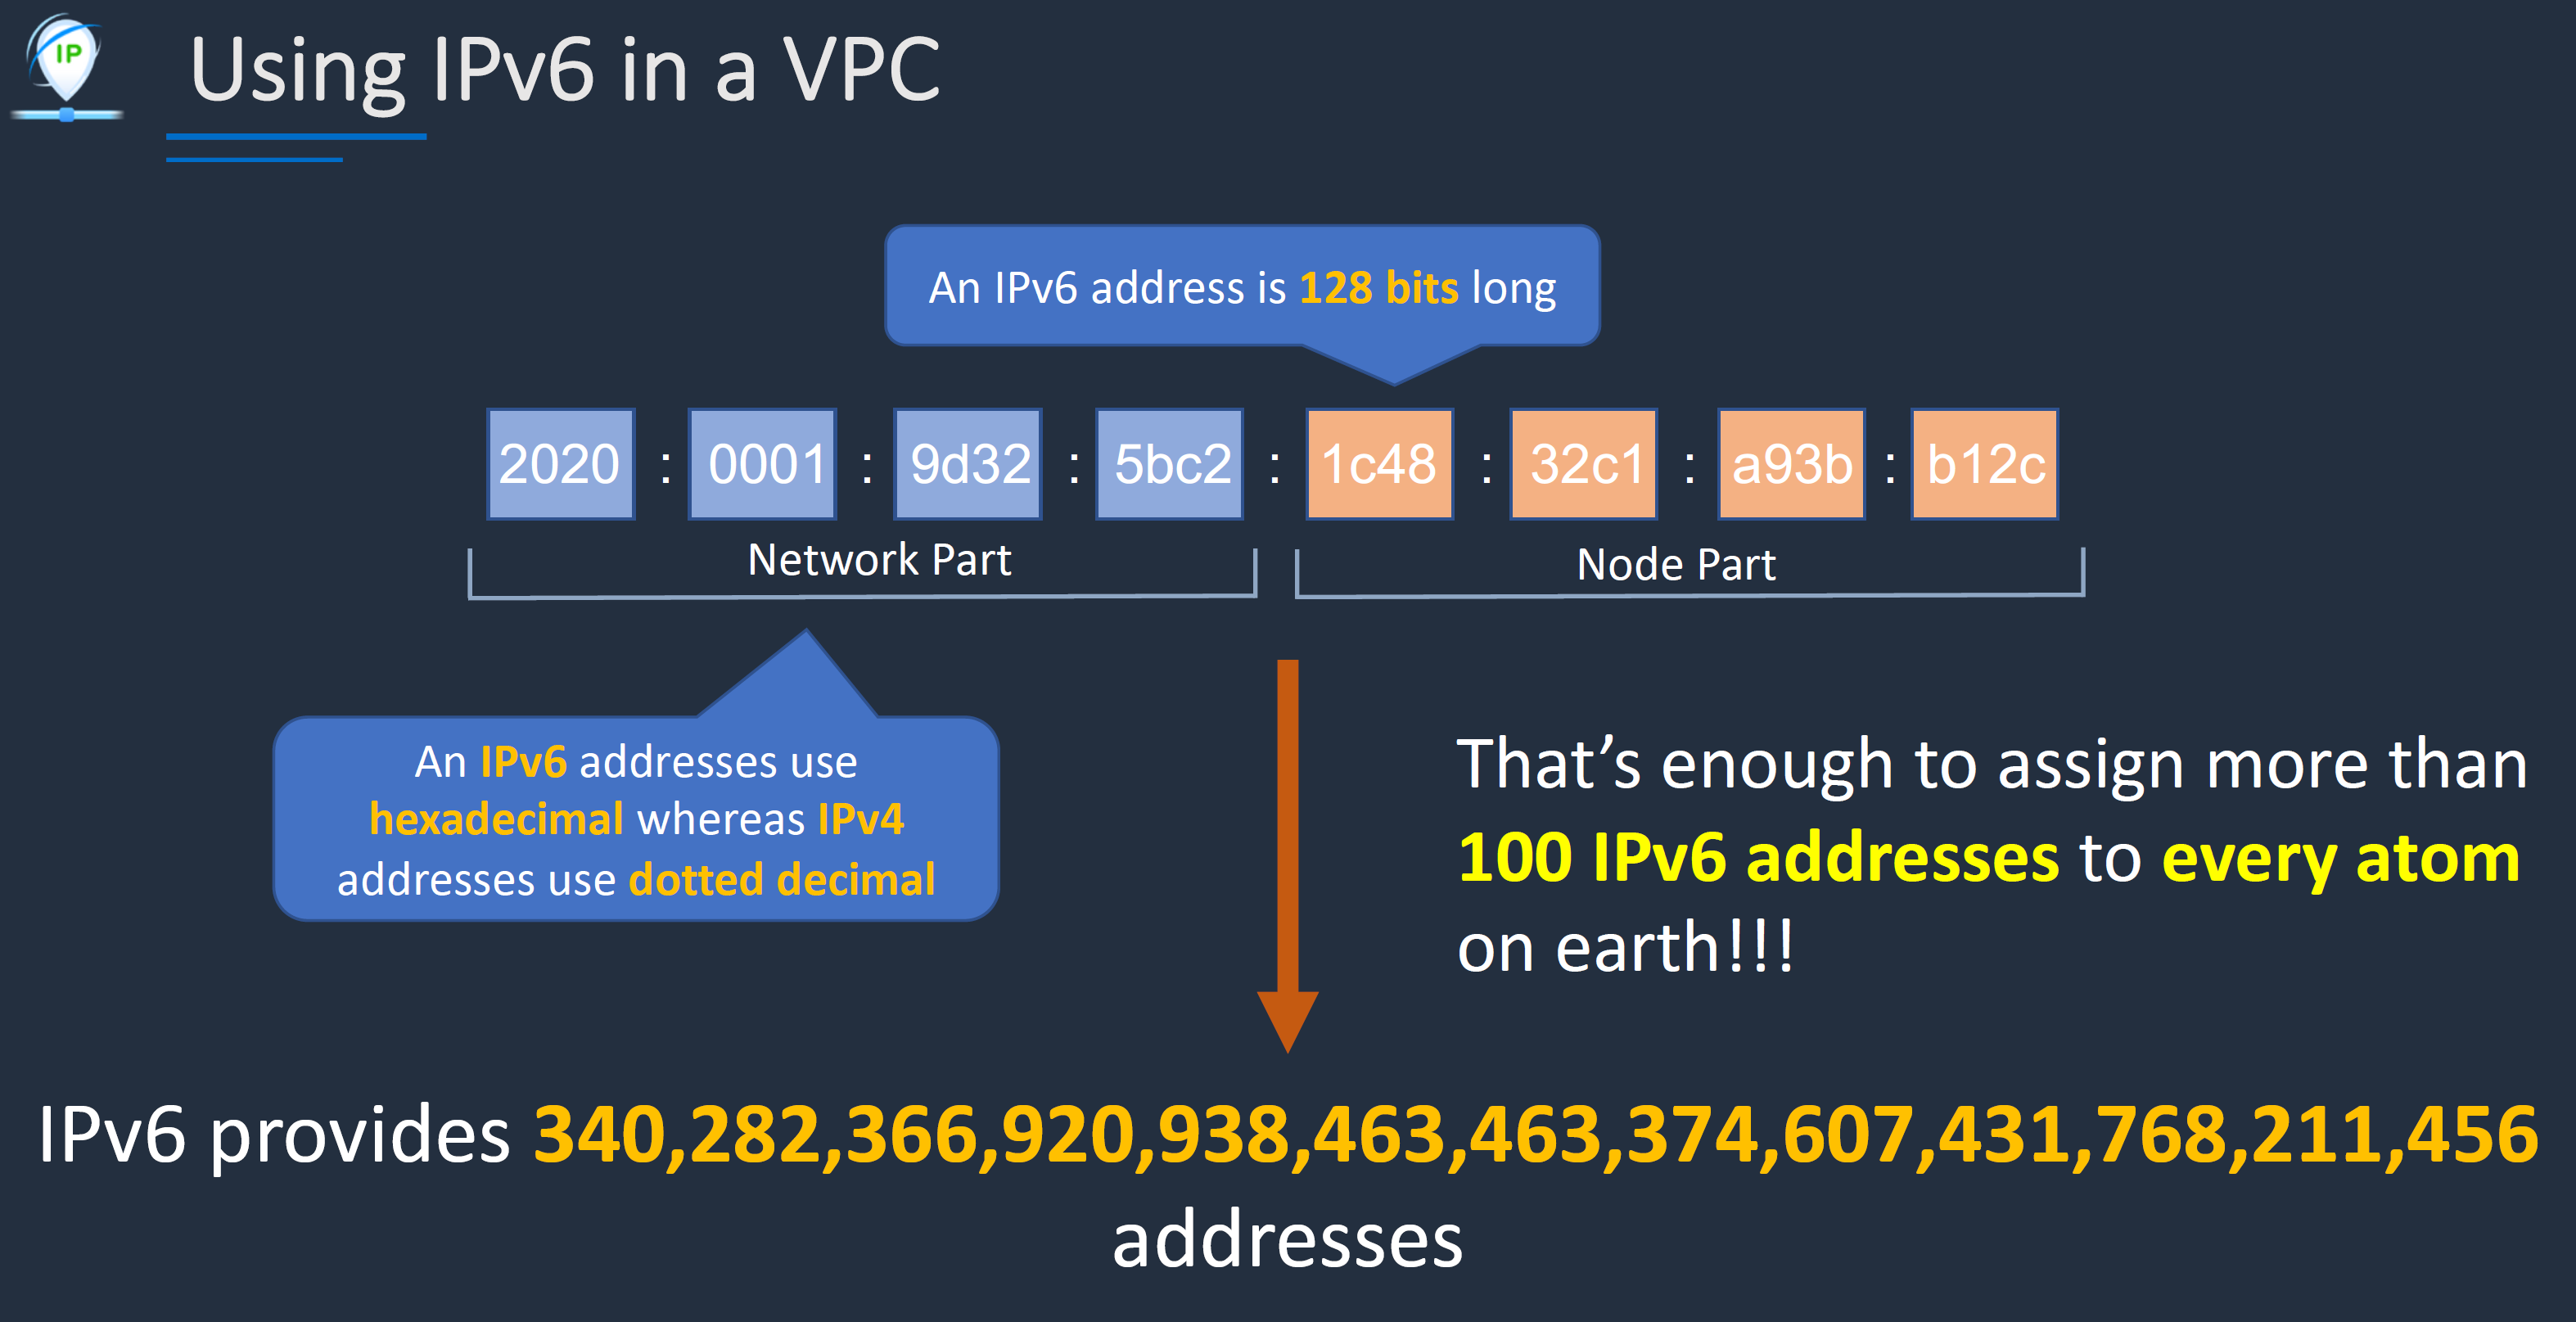 IP
Using IPv6 in a VPC
An IPv6 address is 128 bits long
2020 : 0001 : 9d32 : 5bc2 : 1c48 : 32c1 : a93b : b12c
Network Part
Node Part
An IPv6 addresses use
hexadecimal whereas IPv4
addresses use dotted decimal
That’s enough to assign more than
100 IPv6 addresses to every atom
on earth!!!
IPv6 provides 340,282,366,920,938,463,463,374,607,431,768,211,456
addresses